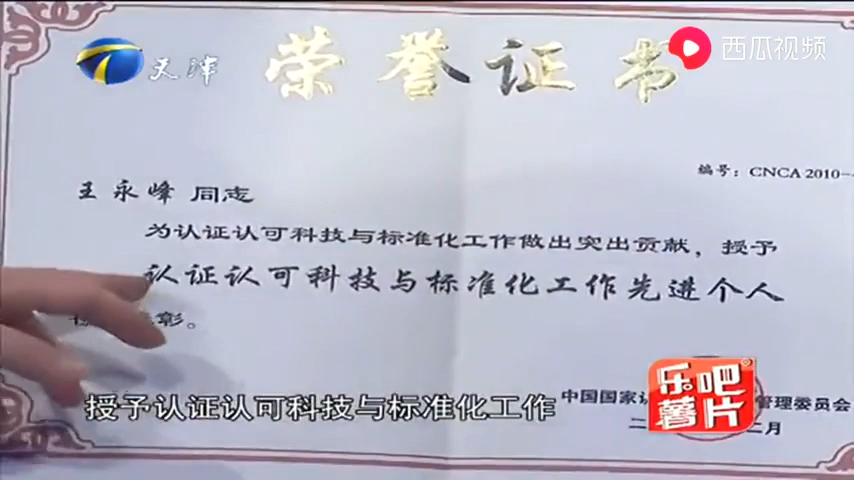 天津
荣誉证书
西瓜视频
编号：CNCA 2010-
王永峰 同志
为认证认可科技与标准化工作做出突出贡献，授予
认证认可科技与标准化工作先进个人
彰。
授予认证认可科技与标准化工作
中国国家 管理委员会
乐吧
薯片
二 二月